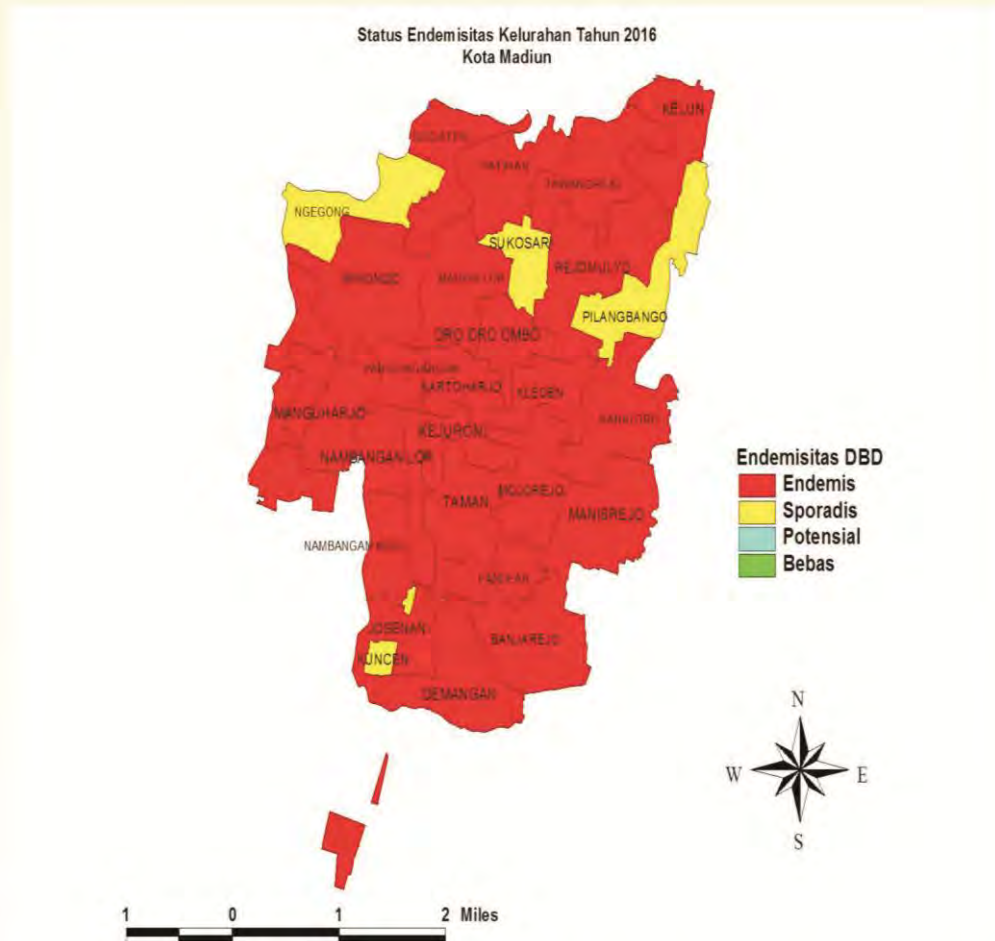 Status Endemisitas Kelurahan Tahun 2016
Kota Madiun
KELUN
TAWANGREJO
NGEGONG
SUKOSARI
REJOMULYO
PILANGBANGO
ORO ORO OMBO
KARTOHARJO
KLEGEN
MANGUHARJO
KEJURON
NAMBANGAN LOR
TAMAN
MOJOREJO
MANISREJO
NAMBANGAN
PANDEAN
JOSENAN
BANJAREJO
KUNCEN
DEMANGAN
Endemisitas DBD
Endemis
Sporadis
Potensial
Bebas
N
W
E
S
1 0 1 2 Miles